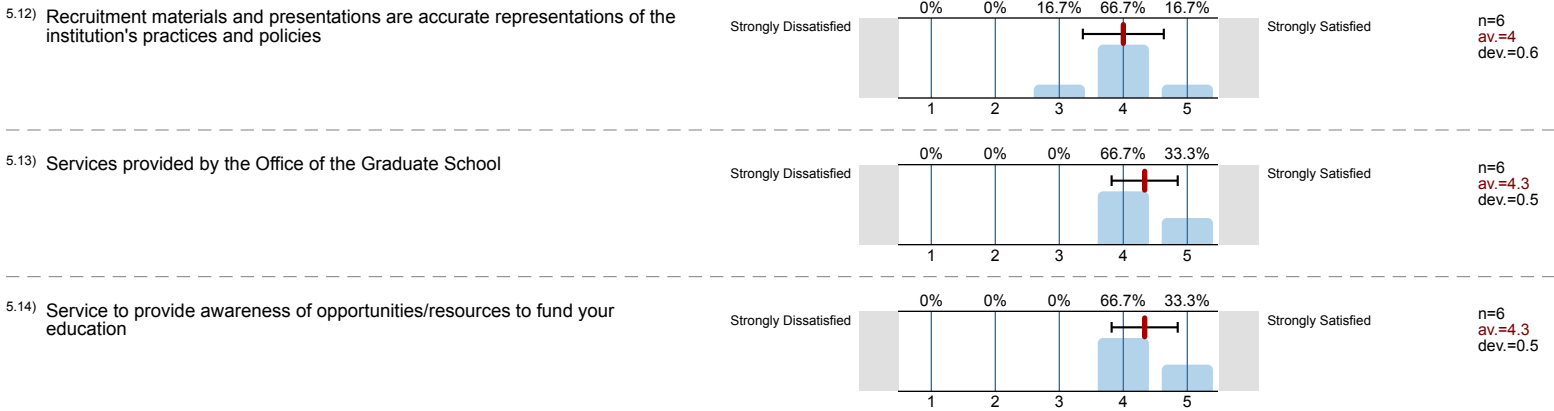 5.12) Recruitment materials and presentations are accurate representations of the
institution's practices and policies
0% 0% 16.7% 66.7% 16.7%
Strongly Dissatisfied
Strongly Satisfied
1 2 3 4 5
n=6
av.=4
dev.=0.6
5.13) Services provided by the Office of the Graduate School
0% 0% 0% 66.7% 33.3%
Strongly Dissatisfied
Strongly Satisfied
1 2 3 4 5
n=6
av.=4.3
dev.=0.5
5.14) Service to provide awareness of opportunities/resources to fund your
education
0% 0% 0% 66.7% 33.3%
Strongly Dissatisfied
Strongly Satisfied
1 2 3 4 5
n=6
av.=4.3
dev.=0.5